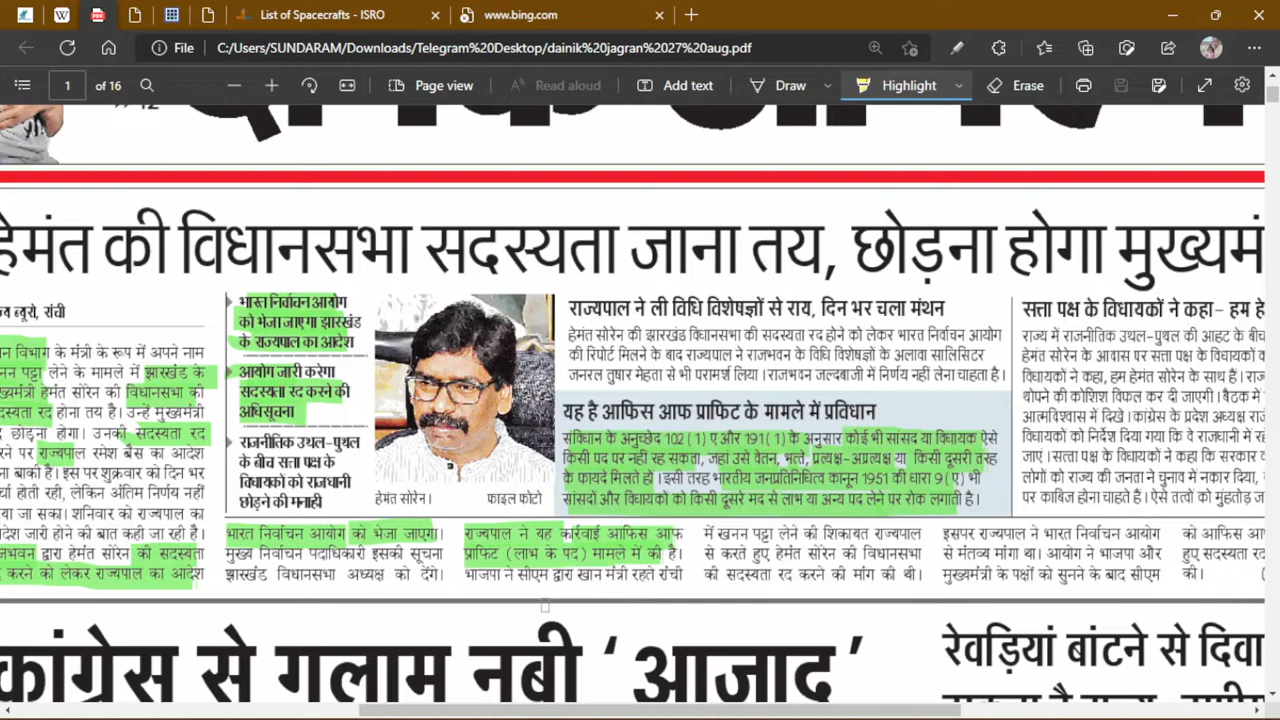 List of Spacecrafts - ISRO
www.bing.com
File
C:/Users/SUNDARAM/Downloads/Telegram%20Desktop/dainik%20jagran%2027%20aug.pdf
1 of 16
Page view
Read aloud
Add text
Draw
Highlight
Erase
हेमंत की विधानसभा सदस्यता जाना तय, छोड़ना होगा मुख्यमं
ब्यूरो, रांची
विभाग के मंत्री के रूप में अपने नाम
पट्टा लेने के मामले में झारखंड के
हेमंत सोरेन की विधानसभा की
रद होना तय है। उन्हें मुख्यमंत्री
छोड़ना होगा। उनकी सदस्यता रद
पर राज्यपाल रमेश बैस का आदेश
बाकी है। इस पर शुक्रवार को दिन भर
होती रही, लेकिन अंतिम निर्णय नहीं
जा सका। शनिवार को राज्यपाल का
जारी होने की बात कही जा रही है।
द्वारा हेमंत सोरेन की सदस्यता
करने को लेकर राज्यपाल का आदेश
भारत निर्वाचन आयोग
को भेजा जाएगा झारखंड
के राज्यपाल का आदेश
आयोग जारी करेगा
सदस्यता रद करने की
अधिसूचना
राजनीतिक उथल-पुथल
के बीच सत्ता पक्ष के
विधायकों को राजधानी
छोड़ने की मनाही
हेमंत सोरेन। फाइल फोटो
राज्यपाल ने ली विधि विशेषज्ञों से राय, दिन भर चला मंथन
हेमंत सोरेन की झारखंड विधानसभा की सदस्यता रद होने को लेकर भारत निर्वाचन आयोग
की रिपोर्ट मिलने के बाद राज्यपाल ने राजभवन के विधि विशेषज्ञों के अलावा सालिसिटर
जनरल तुषार मेहता से भी परामर्श लिया। राजभवन जल्दबाजी में निर्णय नहीं लेना चाहता है।
यह है आफिस आफ प्राफिट के मामले में प्रविधान
संविधान के अनुच्छेद 102 (1) ए और 191 (1) के अनुसार कोई भी सांसद या विधायक ऐसे
किसी पद पर नहीं रह सकता, जहां उसे वेतन, भत्ते, प्रत्यक्ष-अप्रत्यक्ष या किसी दूसरी तरह
के फायदे मिलते हों। इसी तरह भारतीय जनप्रतिनिधित्व कानून 1951 की धारा 9 (ए) भी
सांसदों और विधायकों को किसी दूसरे मद से लाभ या अन्य पद लेने पर रोक लगाती है।
सत्ता पक्ष के विधायकों ने कहा- हम हे
राज्य में राजनीतिक उथल-पुथल की आहट के बीच
हेमंत सोरेन के आवास पर सत्ता पक्ष के विधायकों
विधायकों ने कहा, हम हेमंत सोरेन के साथ हैं।
थोपने की कोशिश विफल कर दी जाएगी। बैठक में
आत्मविश्वास में दिखे। कांग्रेस के प्रदेश अध्यक्ष
विधायकों को निर्देश दिया गया कि वे राजधानी में
जाएं। सत्ता पक्ष के विधायकों ने कहा कि सरकार
लोगों को राज्य की जनता ने चुनाव में नकार दिया,
पर काबिज होना चाहते हैं। ऐसे तत्वों को मुंहतोड़
भारत निर्वाचन आयोग को भेजा जाएगा।
मुख्य निर्वाचन पदाधिकारी इसकी सूचना
झारखंड विधानसभा अध्यक्ष को देंगे।
राज्यपाल ने यह कार्रवाई आफिस आफ
प्राफिट (लाभ के पद) मामले में की है।
भाजपा ने सीएम द्वारा खान मंत्री रहते रांची
में खनन पट्टा लेने की शिकायत राज्यपाल
से करते हुए हेमंत सोरेन की विधानसभा
की सदस्यता रद करने की मांग की थी।
इसपर राज्यपाल ने भारत निर्वाचन आयोग
से मंतव्य मांगा था। आयोग ने भाजपा और
मुख्यमंत्री के पक्षों को सुनने के बाद सीएम
को आफिस आ
हुए सदस्यता रद
की।
कांग्रेस से गुलाम नबी 'आजाद'
रेवड़ियां बांटने से दिवा